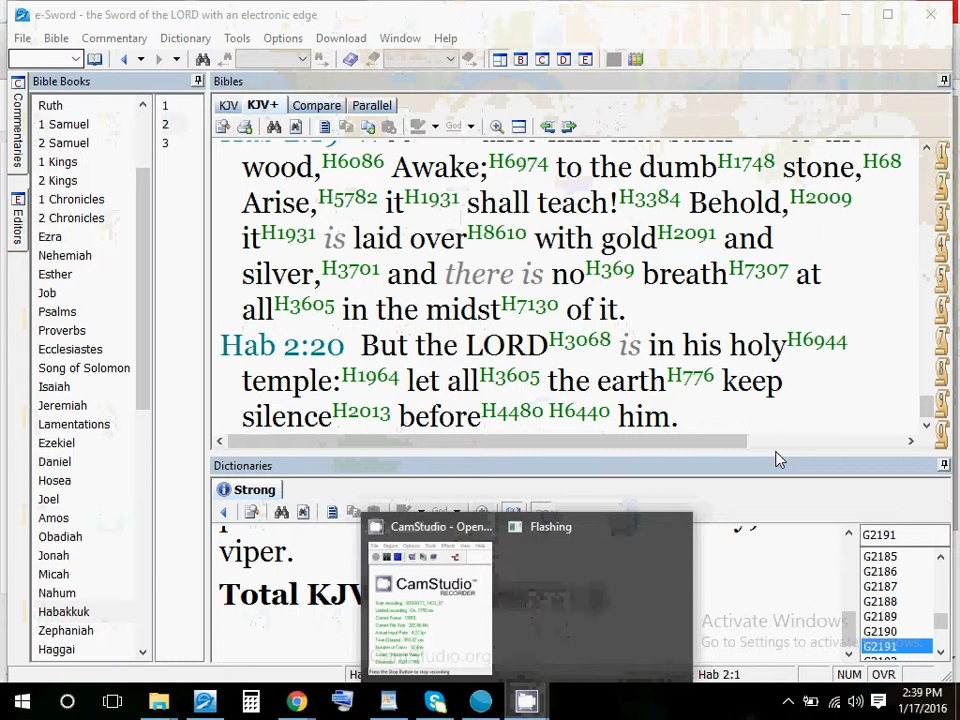 e-Sword - the Sword of the LORD with an electronic edge
File Bible Commentary Dictionary Tools Options Download Window Help
Bible Books
Bibles
Commentaries
Editors
Ruth
1 Samuel
2 Samuel
1 Kings
2 Kings
1 Chronicles
2 Chronicles
Ezra
Nehemiah
Esther
Job
Psalms
Proverbs
Ecclesiastes
Song of Solomon
Isaiah
Jeremiah
Lamentations
Ezekiel
Daniel
Hosea
Joel
Amos
Obadiah
Jonah
Micah
Nahum
Habakkuk
Zephaniah
Haggai
1
2
3
KJV KJV+ Compare Parallel
God
wood,H6086 Awake;H6974 to the dumbH1748 stone,H68
Arise,H5782 itH1931 shall teach!H3384 Behold,H2009
itH1931 is laid overH8610 with goldH2091 and
silver,H3701 and there is noH369 breathH7307 at
allH3605 in the midstH7130 of it.
Hab 2:20 But the LORDH3068 is in his holyH6944
temple:H1964 let allH3605 the earthH776 keep
silenceH2013 beforeH4480 H6440 him.
Dictionaries
Strong
viper.
Total KJV
G2191
G2185
G2186
G2187
G2188
G2189
G2190
G2191
CamStudio - Open... Flashing
CamStudio
RECORDER
Activate Windows
Go to Settings to activate
Hab 2:1 NUM OVR
2:39 PM
1/17/2016